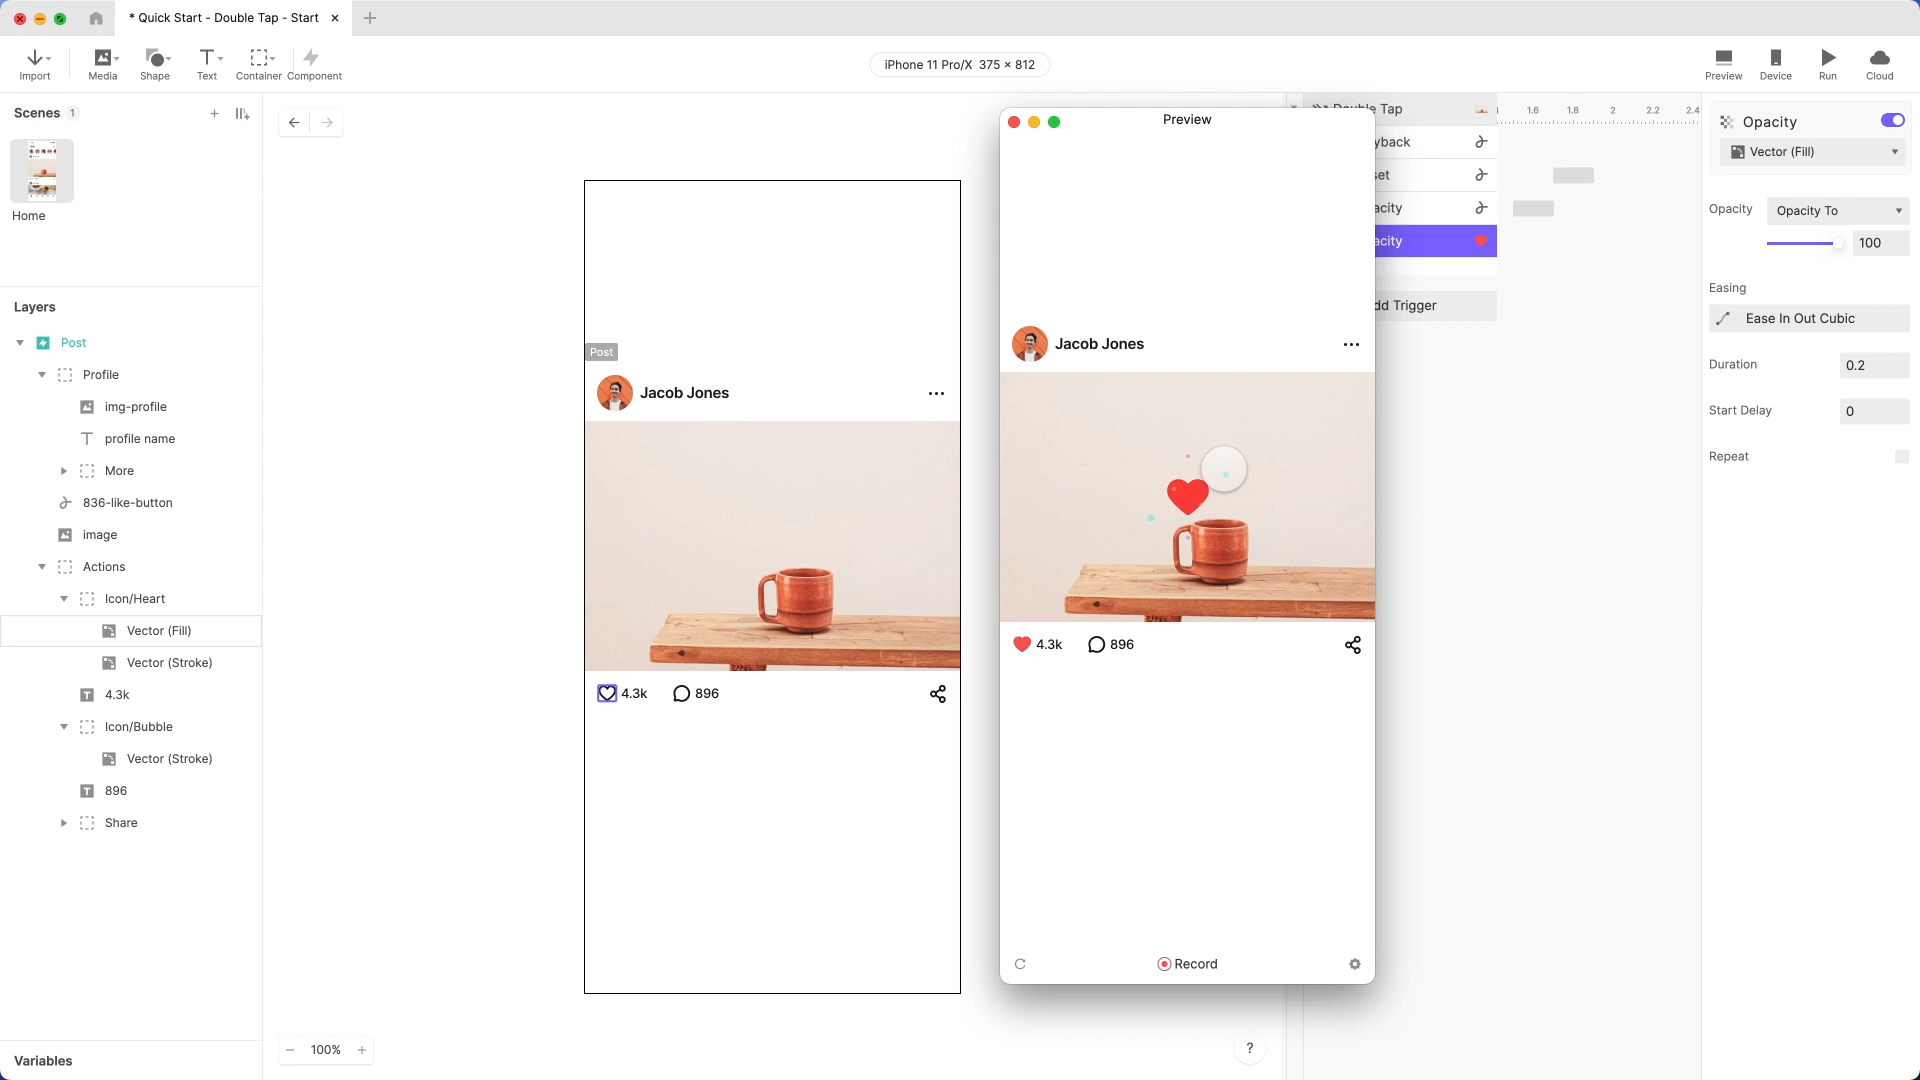 * Quick Start - Double Tap - Start
Import
Media
Shape
Text
Container
Component
iPhone 11 Pro/X 375 × 812
Preview
Device
Run
Cloud
Scenes 1
Home
Layers
Post
Profile
img-profile
profile name
More
836-like-button
image
Actions
Icon/Heart
Vector (Fill)
Vector (Stroke)
4.3k
Icon/Bubble
Vector (Stroke)
896
Share
Variables
Post
Jacob Jones
4.3k
896
100%
?
Preview
Jacob Jones
4.3k
896
Record
Double Tap
yback
set
acity
acity
dd Trigger
1.6 1.8 2 2.2 2.4
Opacity
Vector (Fill)
Opacity
Opacity To
100
Easing
Ease In Out Cubic
Duration
0.2
Start Delay
0
Repeat